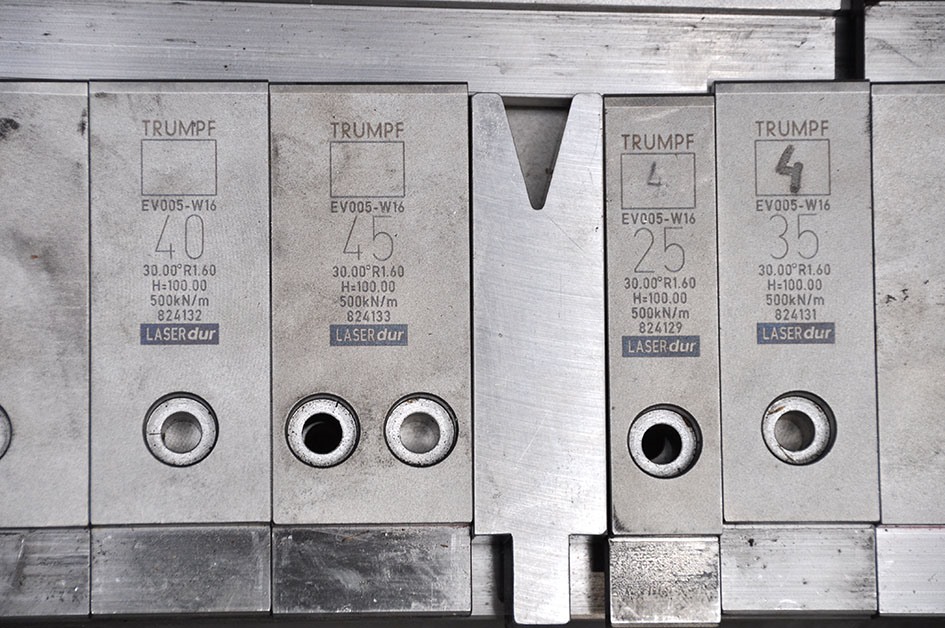 TRUMPF
EV005-W16
40
30.00°R1.60
H=100.00
500kN/m
824132
LASERdur
TRUMPF
EV005-W16
45
30.00°R1.60
H=100.00
500kN/m
824133
LASERdur
TRUMPF
4
EV005-W16
25
30.00°R1.60
H=100.00
500kN/m
824129
LASERdur
TRUMPF
4
EV005-W16
35
30.00°R1.60
H=100.00
500kN/m
824131
LASERdur